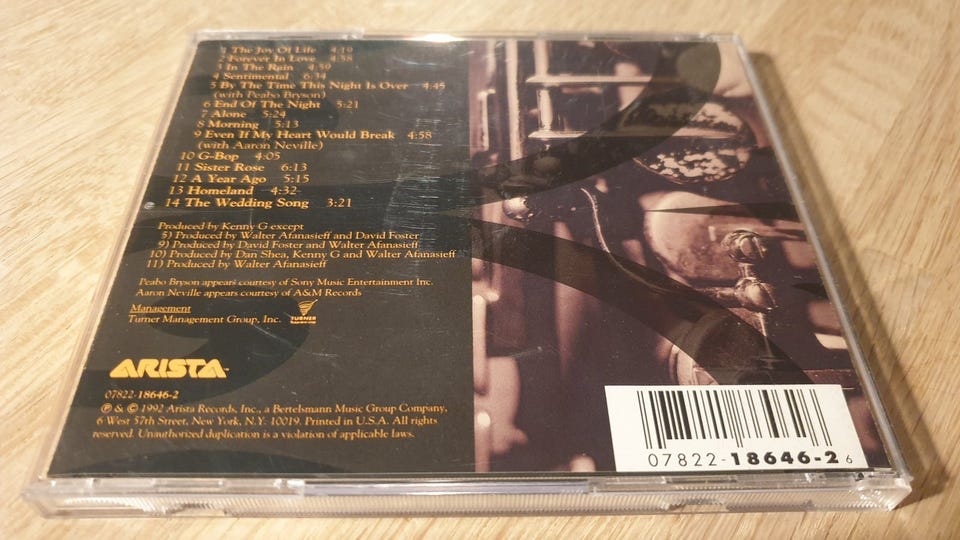 1 The Joy Of Life 4:19
2 Forever In Love 4:58
3 In The Rain 4:59
4 Sentimental 6:34
5 By The Time This Night Is Over 4:45
(with Peabo Bryson)
6 End Of The Night 5:21
7 Alone 5:24
8 Morning 5:13
9 Even If My Heart Would Break 4:58
(with Aaron Neville)
10 G-Bop 4:05
11 Sister Rose 6:13
12 A Year Ago 5:15
13 Homeland 4:32
14 The Wedding Song 3:21
Produced by Kenny G except
5) Produced by Walter Afanasieff and David Foster
9) Produced by David Foster and Walter Afanasieff
10) Produced by Dan Shea, Kenny G and Walter Afanasieff
11) Produced by Walter Afanasieff
Peabo Bryson appears courtesy of Sony Music Entertainment Inc.
Aaron Neville appears courtesy of A&M Records
Management
Turner Management Group, Inc.
TURNER
ARISTA
07822-18646-2
℗ & © 1992 Arista Records, Inc., a Bertelsmann Music Group Company,
6 West 57th Street, New York, N.Y. 10019. Printed in U.S.A. All rights
reserved. Unauthorized duplication is a violation of applicable laws.
07822-18646-2 6